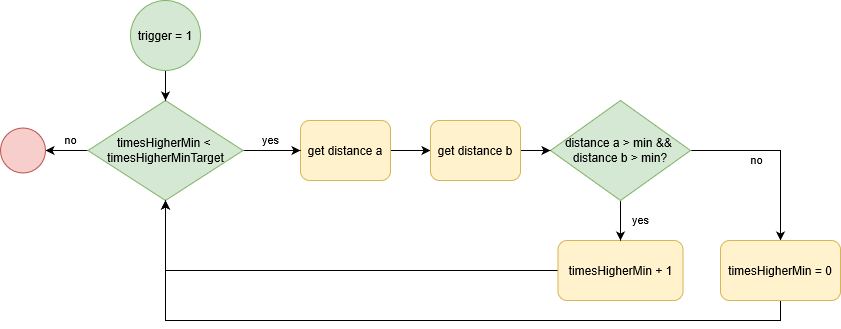 trigger = 1
no
timesHigherMin <
timesHigherMinTarget
yes
get distance a
get distance b
distance a > min &&
distance b > min?
no
yes
timesHigherMin + 1
timesHigherMin = 0